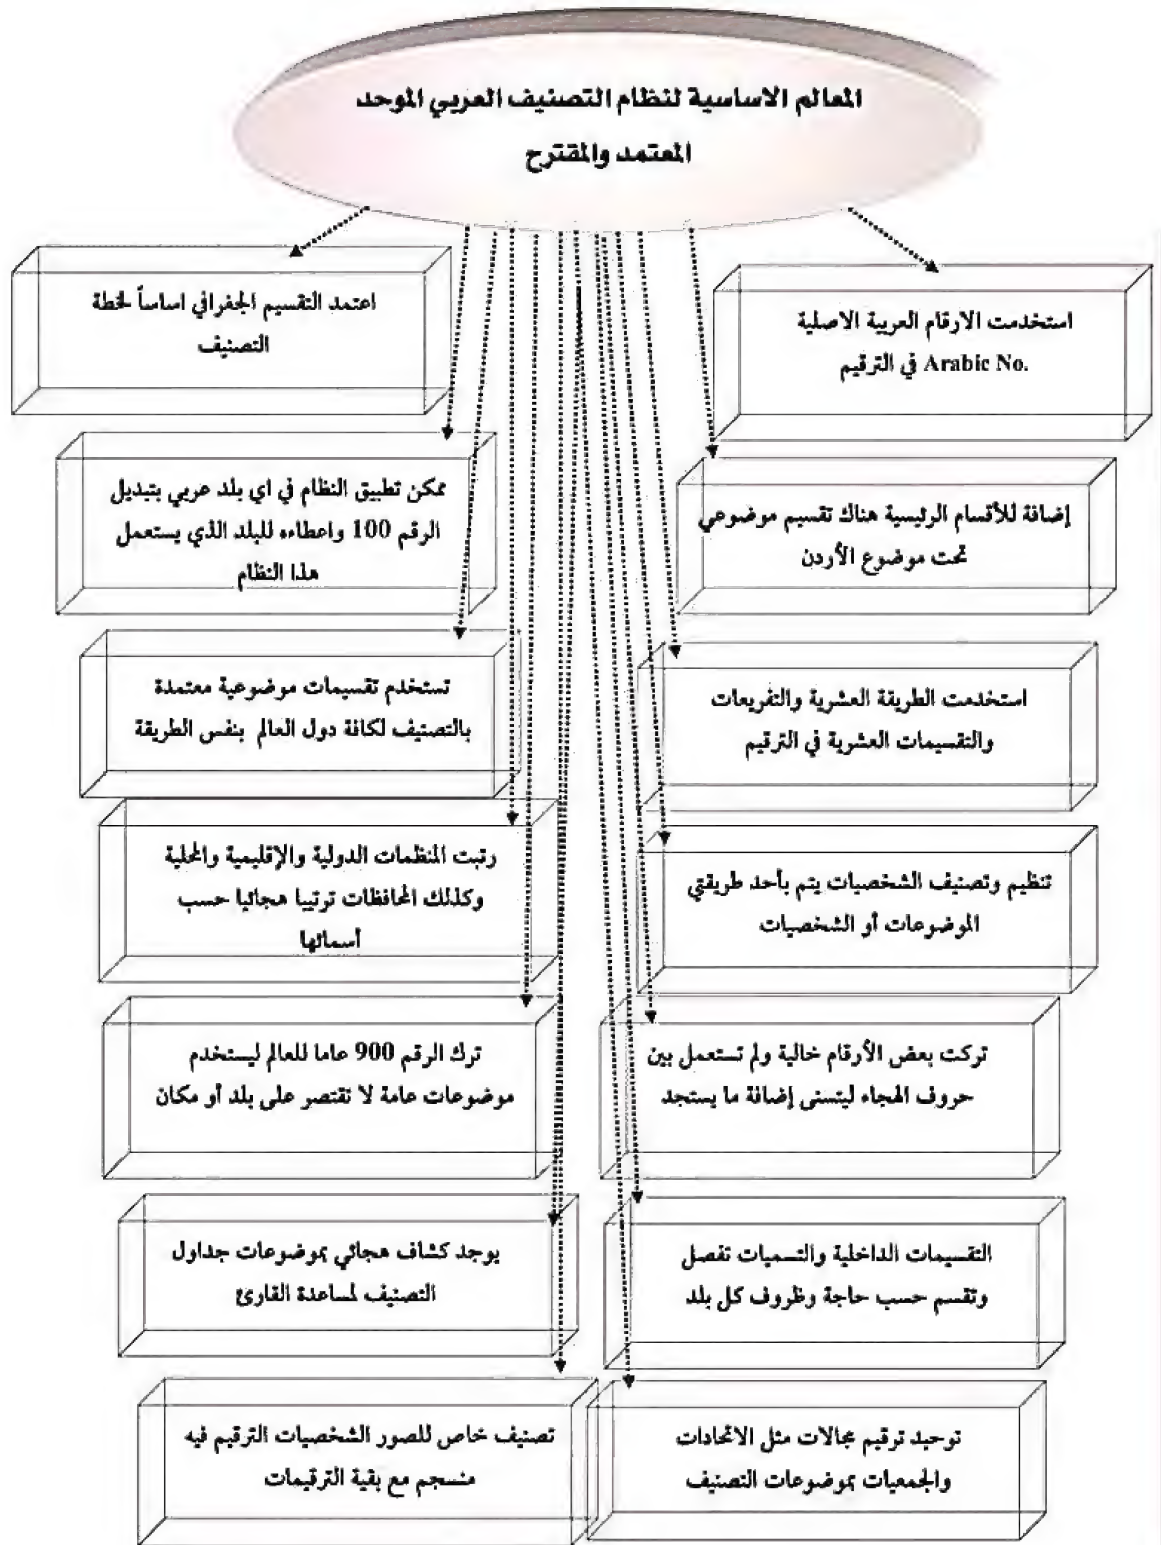 المعالم الاساسية لنظام التصنيف العربي الموحد
المعتمد والمقترح
استخدمت الارقام العربية الاصلية
Arabic No. في الترقيم
اعتمد التقسيم الجغرافي اساساً لخطة
التصنيف
إضافة للأقسام الرئيسية هناك تقسيم موضوعي
تحت موضوع الأردن
ممكن تطبيق النظام في اي بلد عربي بتبديل
الرقم 100 واعطاءه للبلد الذي يستعمل
هذا النظام
استخدمت الطريقة العشرية والتفريعات
والتقسيمات العشرية في الترقيم
تستخدم تقسيمات موضوعية معتمدة
بالتصنيف لكافة دول العالم بنفس الطريقة
تنظيم وتصنيف الشخصيات يتم بأحد طريقتي
الموضوعات أو الشخصيات
رتبت المنظمات الدولية والإقليمية والمحلية
وكذلك المحافظات ترتيبا هجائيا حسب
أسمائها
تركت بعض الأرقام خالية ولم تستعمل بين
حروف الهجاء ليتسنى إضافة ما يستجد
ترك الرقم 900 عاما للعالم ليستخدم
موضوعات عامة لا تقتصر على بلد أو مكان
التقسيمات الداخلية والتسميات تفصل
وتقسم حسب حاجة وظروف كل بلد
يوجد كشاف هجائي بموضوعات جداول
التصنيف لمساعدة القارئ
توحيد ترقيم مجالات مثل الاتحادات
والجمعيات بموضوعات التصنيف
تصنيف خاص للصور الشخصيات الترقيم فيه
منسجم مع بقية الترقيمات